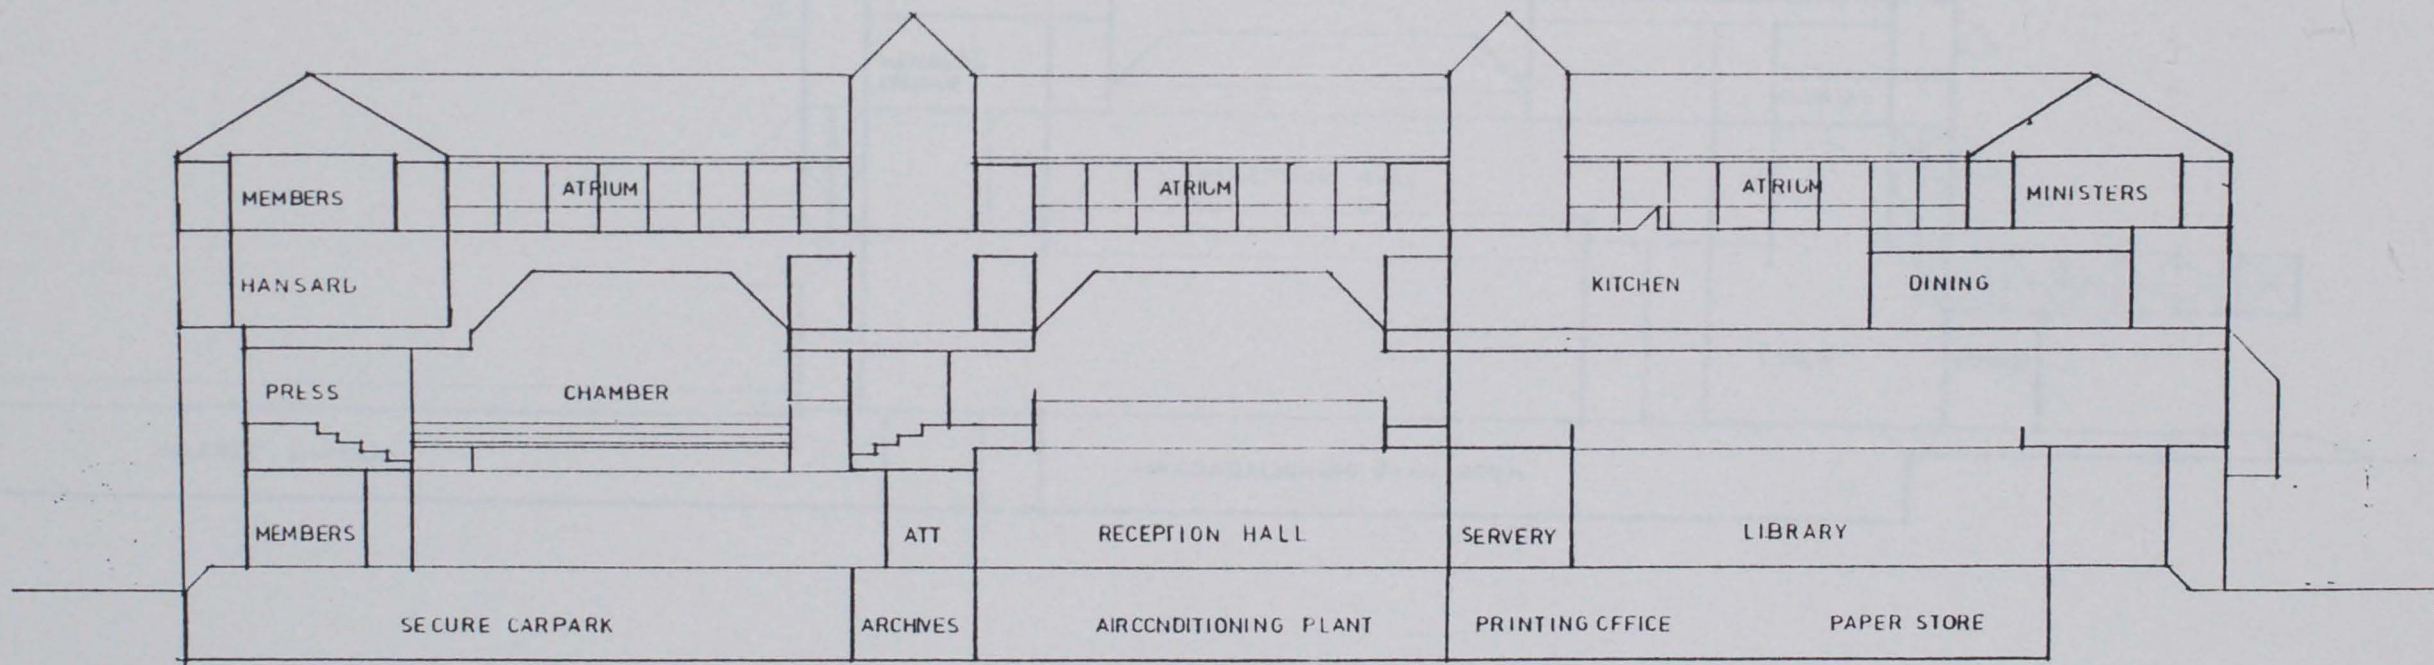 MEMBERS ATRIUM ATRIUM ATRIUM MINISTERS
HANSARD KITCHEN DINING
PRESS CHAMBER
MEMBERS ATT RECEPTION HALL SERVERY LIBRARY
SECURE CARPARK ARCHIVES AIRCONDITIONING PLANT PRINTING OFFICE PAPER STORE